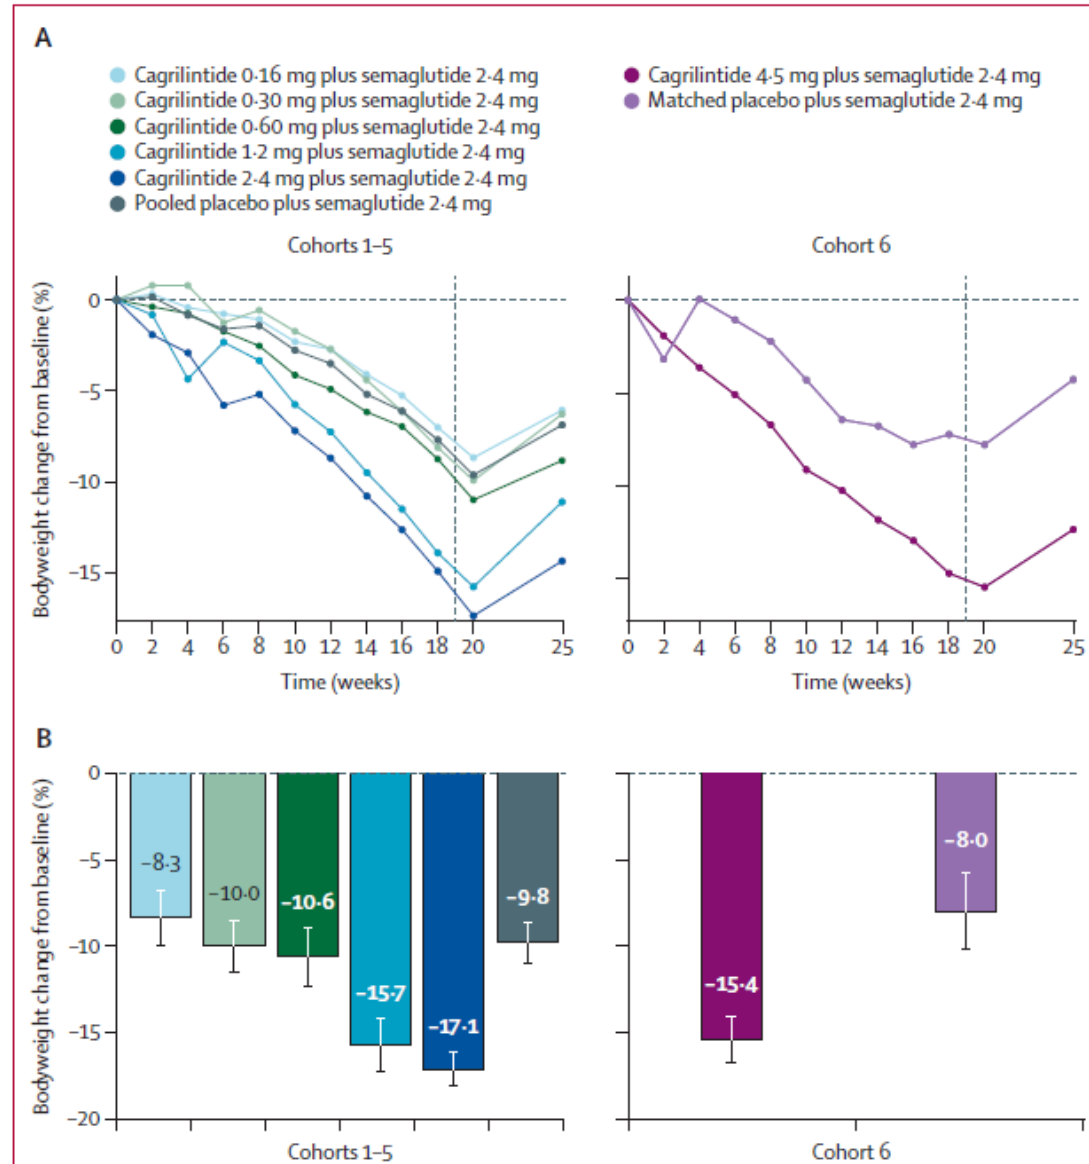 A
Cagrilintide 0·16 mg plus semaglutide 2·4 mg
Cagrilintide 0·30 mg plus semaglutide 2·4 mg
Cagrilintide 0·60 mg plus semaglutide 2·4 mg
Cagrilintide 1·2 mg plus semaglutide 2·4 mg
Cagrilintide 2·4 mg plus semaglutide 2·4 mg
Pooled placebo plus semaglutide 2·4 mg
Cagrilintide 4·5 mg plus semaglutide 2·4 mg
Matched placebo plus semaglutide 2·4 mg
Cohorts 1–5
Cohort 6
Bodyweight change from baseline (%)
0
−5
−10
−15
0 2 4 6 8 10 12 14 16 18 20 25
Time (weeks)
0 2 4 6 8 10 12 14 16 18 20 25
Time (weeks)
B
Bodyweight change from baseline (%)
0
−5
−10
−15
−20
−8·3
−10·0
−10·6
−15·7
−17·1
−9·8
−15·4
−8·0
Cohorts 1–5
Cohort 6